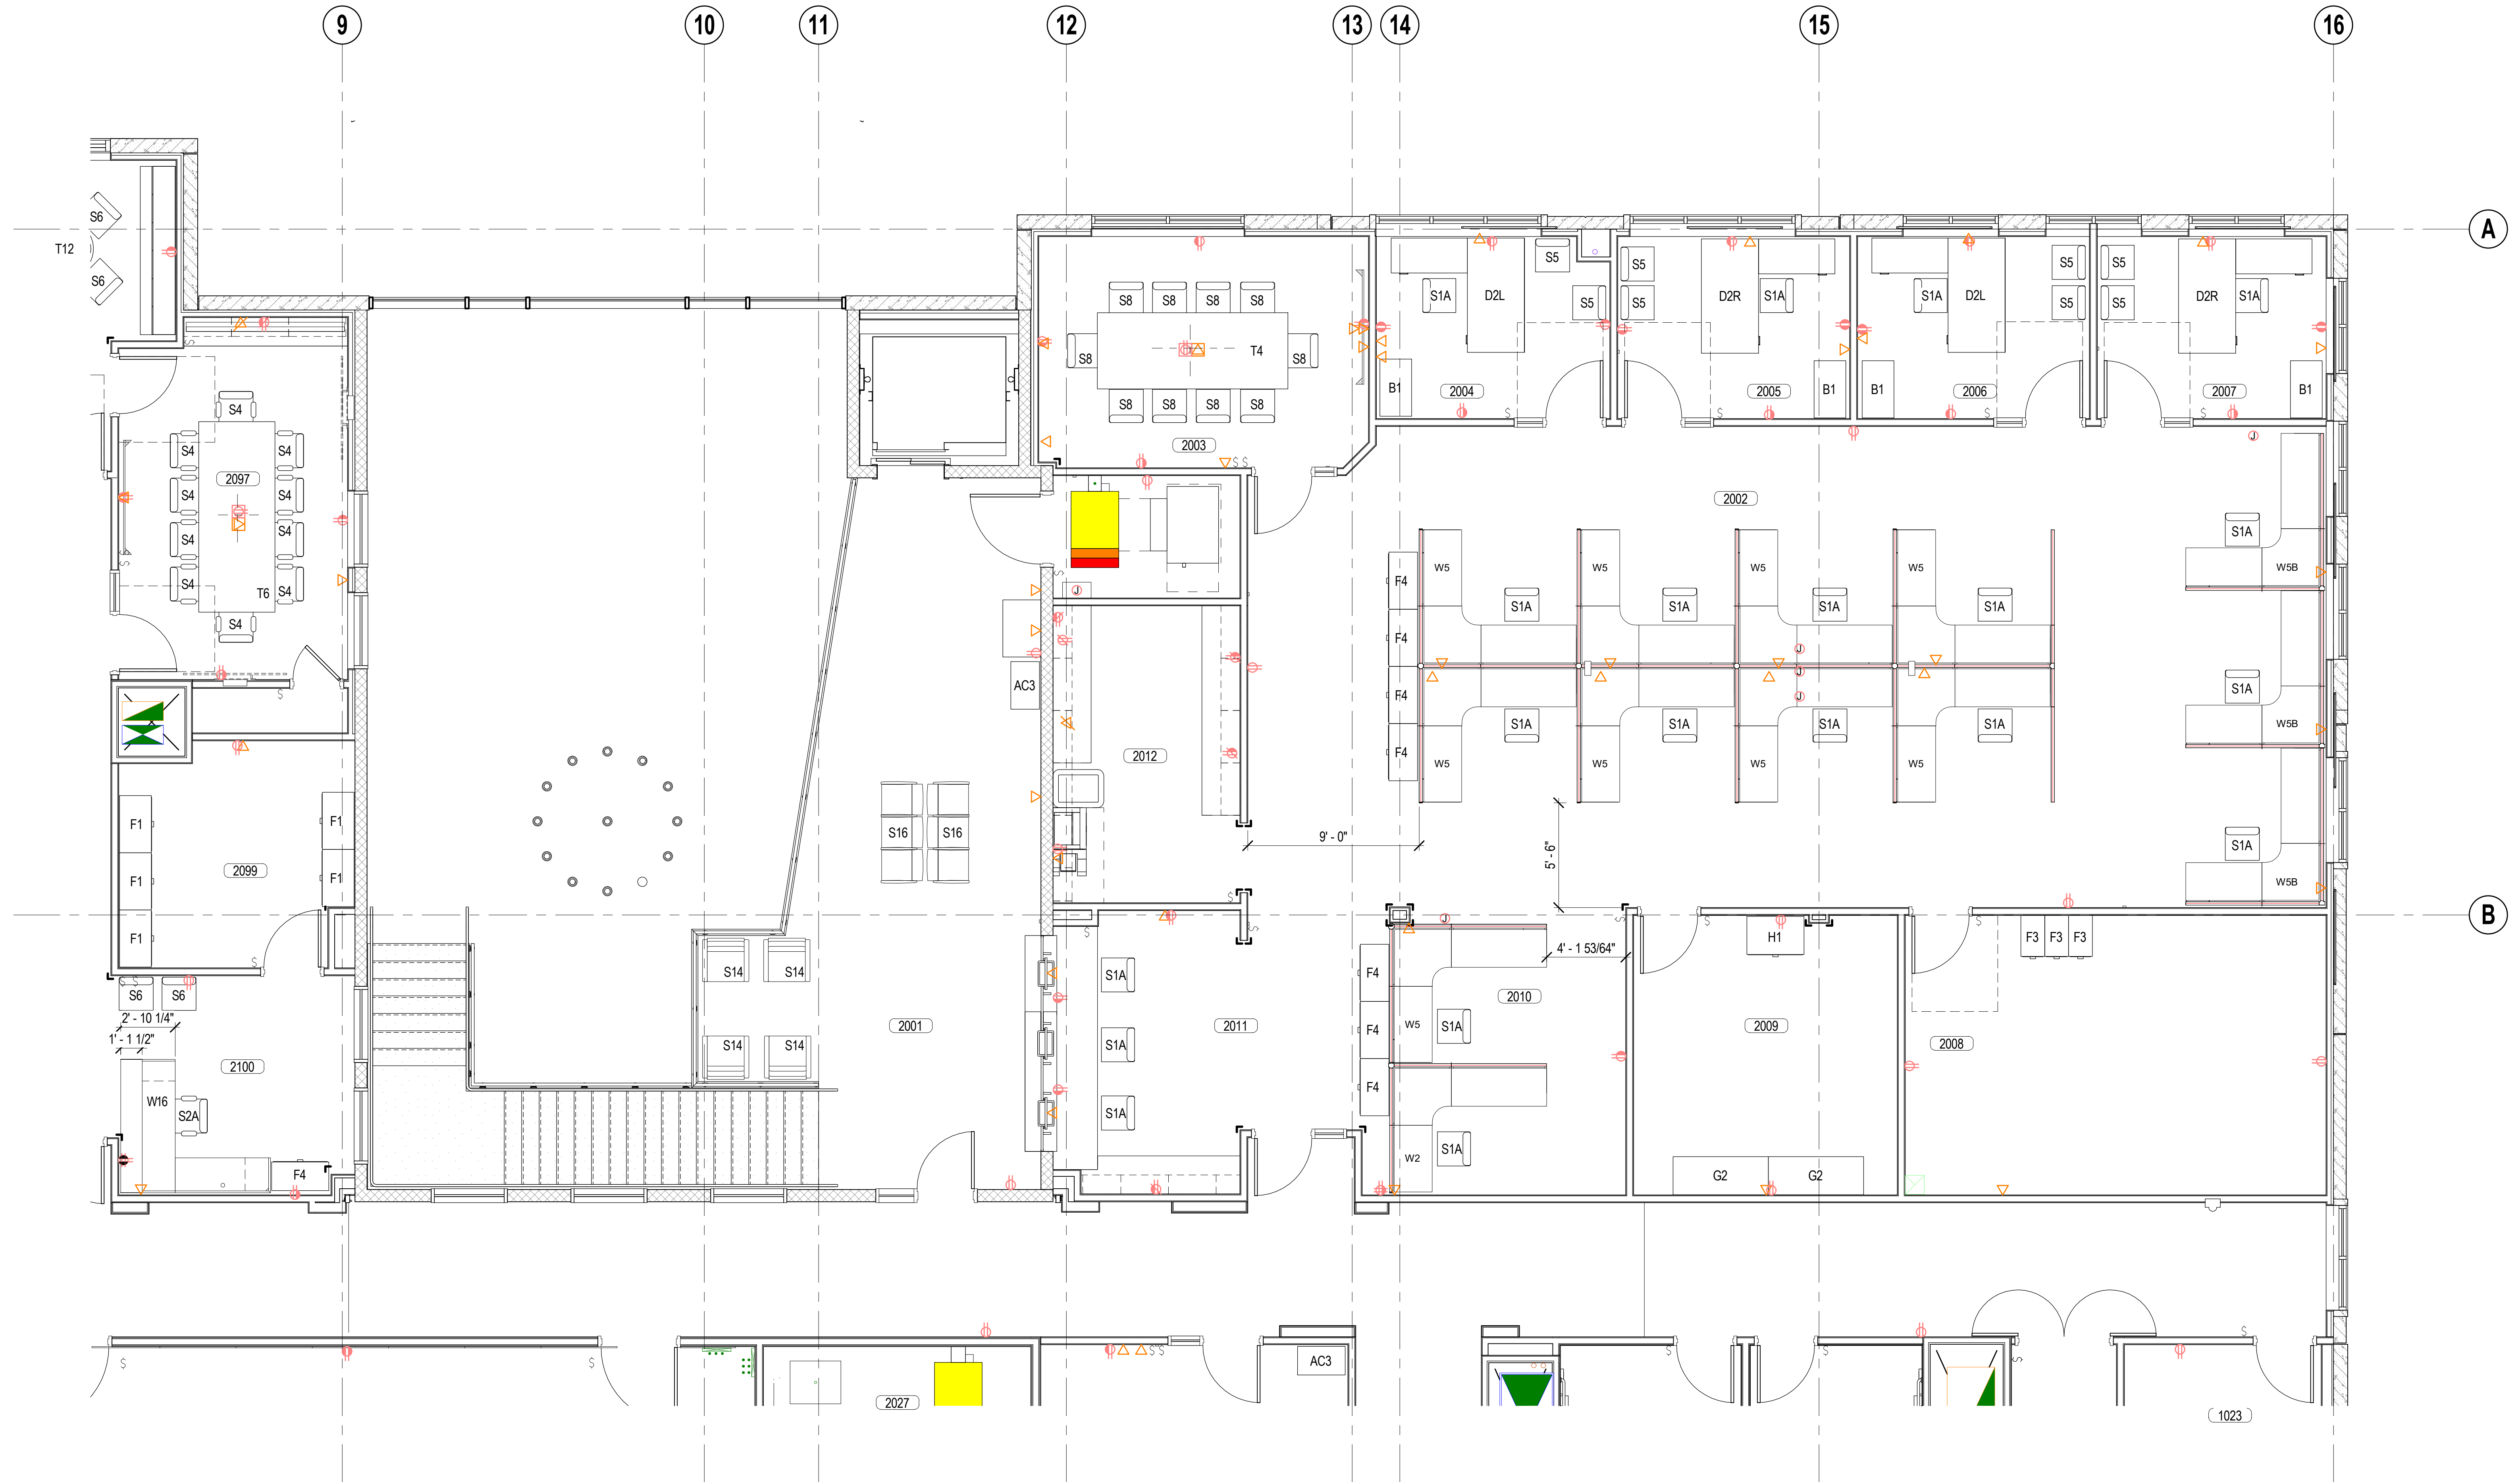 9 10 11 12 13 14 15 16
A
S6
T12
S6
S8 S8 S8 S8
S8 T4 S8
S8 S8 S8 S8
2003
S5
S1A D2L S5
B1 2004
S5
S5 D2R S1A
2005 B1
S5
S1A D2L S5
B1 2006
S5
S5 D2R S1A
2007 B1
J
S4
S4 S4
2097
S4 S4
S4 S4
S4 T6 S4
S4
$
2002
S1A
W5B
F4 W5 W5 W5 W5
S1A S1A S1A S1A
F4
J
J
F4
J
S1A S1A S1A S1A
F4 W5 W5 W5 W5
S1A
W5B
S1A
W5B
J
AC3
2012
S16 S16
9' - 0"
5' - 6"
F1 F1
2099
F1 F1
F1
B
J
H1
F3 F3 F3
4' - 1 53/64"
S14 S14
S14 S14
2001
S1A
S1A
S1A
2011
F4
F4
F4
2010
W5 S1A
W2 S1A
2009
2008
G2 G2
S6 S6
2' - 10 1/4"
1' - 1 1/2"
2100
W16
S2A
F4
$ $
$ $
AC3
$ $
$
2027
1023